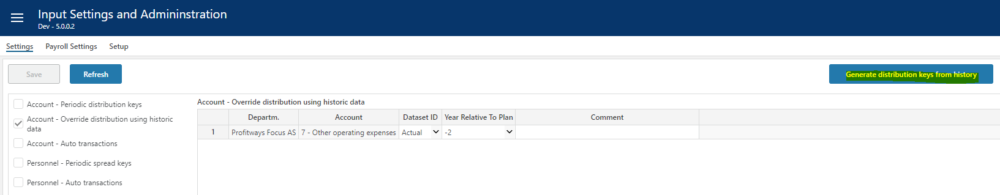 Input Settings and Admininstration
Dev - 5.0.0.2
Settings Payroll Settings Setup
Save Refresh Generate distribution keys from history
Account - Periodic distribution keys
Account - Override distribution using historic
data
Account - Auto transactions
Personnel - Periodic spread keys
Personnel - Auto transactions
Account - Override distribution using historic data
Departm. Account Dataset ID Year Relative To Plan Comment
1 Profitways Focus AS 7 - Other operating expenses Actual -2